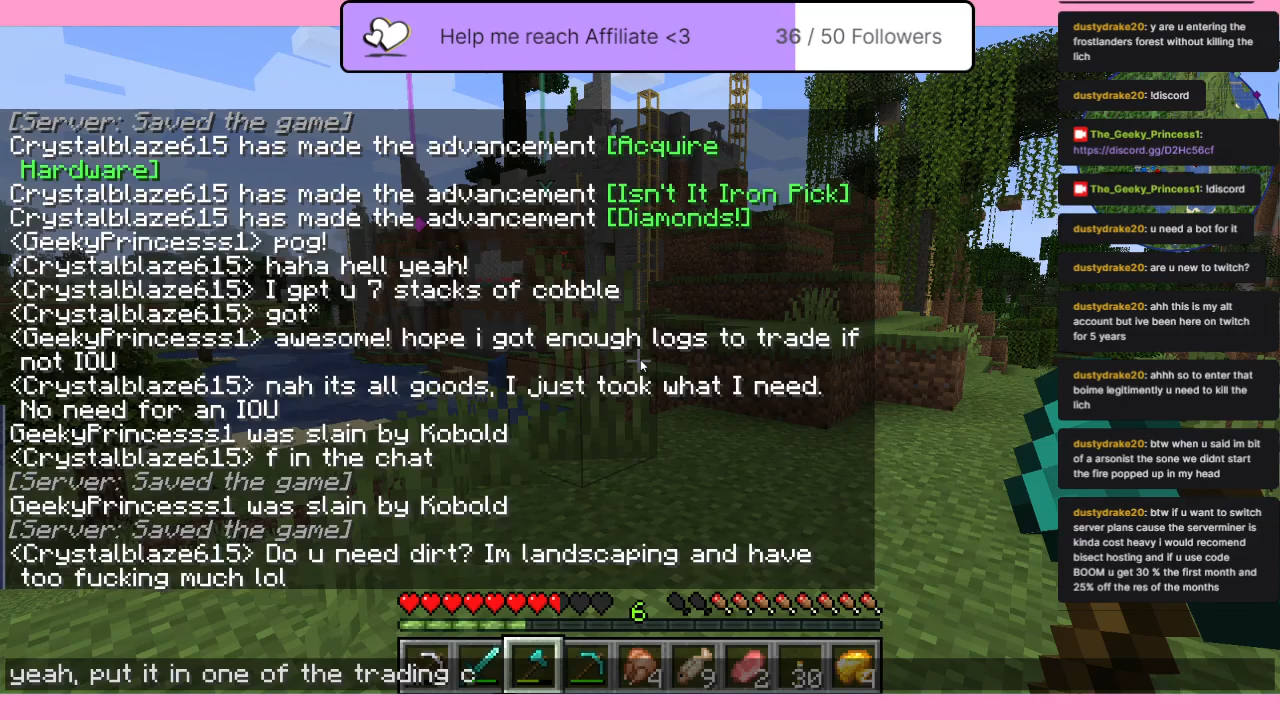 Help me reach Affiliate <3
36 / 50 Followers
[Server: Saved the game]
Crystalblaze615 has made the advancement [Acquire
Hardware]
Crystalblaze615 has made the advancement [Isn't It Iron Pick]
Crystalblaze615 has made the advancement [Diamonds!]
<GeekyPrincesss1> pog!
<Crystalblaze615> haha hell yeah!
<Crystalblaze615> I gpt u 7 stacks of cobble
<Crystalblaze615> got*
<GeekyPrincesss1> awesome! hope i got enough logs to trade if
not IOU
<Crystalblaze615> nah its all goods, I just took what I need.
No need for an IOU
GeekyPrincesss1 was slain by Kobold
<Crystalblaze615> f in the chat
[Server: Saved the game]
GeekyPrincesss1 was slain by Kobold
[Server: Saved the game]
<Crystalblaze615> Do u need dirt? Im landscaping and have
too fucking much lol
6
4
9
2
30
4
yeah, put it in one of the trading c
dustydrake20: y are u entering the
frostlanders forest without killing the
lich
dustydrake20: !discord
The_Geeky_Princess1:
https://discord.gg/D2Hc56cf
The_Geeky_Princess1: !discord
dustydrake20: u need a bot for it
dustydrake20: are u new to twitch?
dustydrake20: ahh this is my alt
account but ive been here on twitch
for 5 years
dustydrake20: ahhh so to enter that
boime legitimently u need to kill the
lich
dustydrake20: btw when u said im bit
of a arsonist the sone we didnt start
the fire popped up in my head
dustydrake20: btw if u want to switch
server plans cause the serverminer is
kinda cost heavy i would recomend
bisect hosting and if u use code
BOOM u get 30 % the first month and
25% off the res of the months